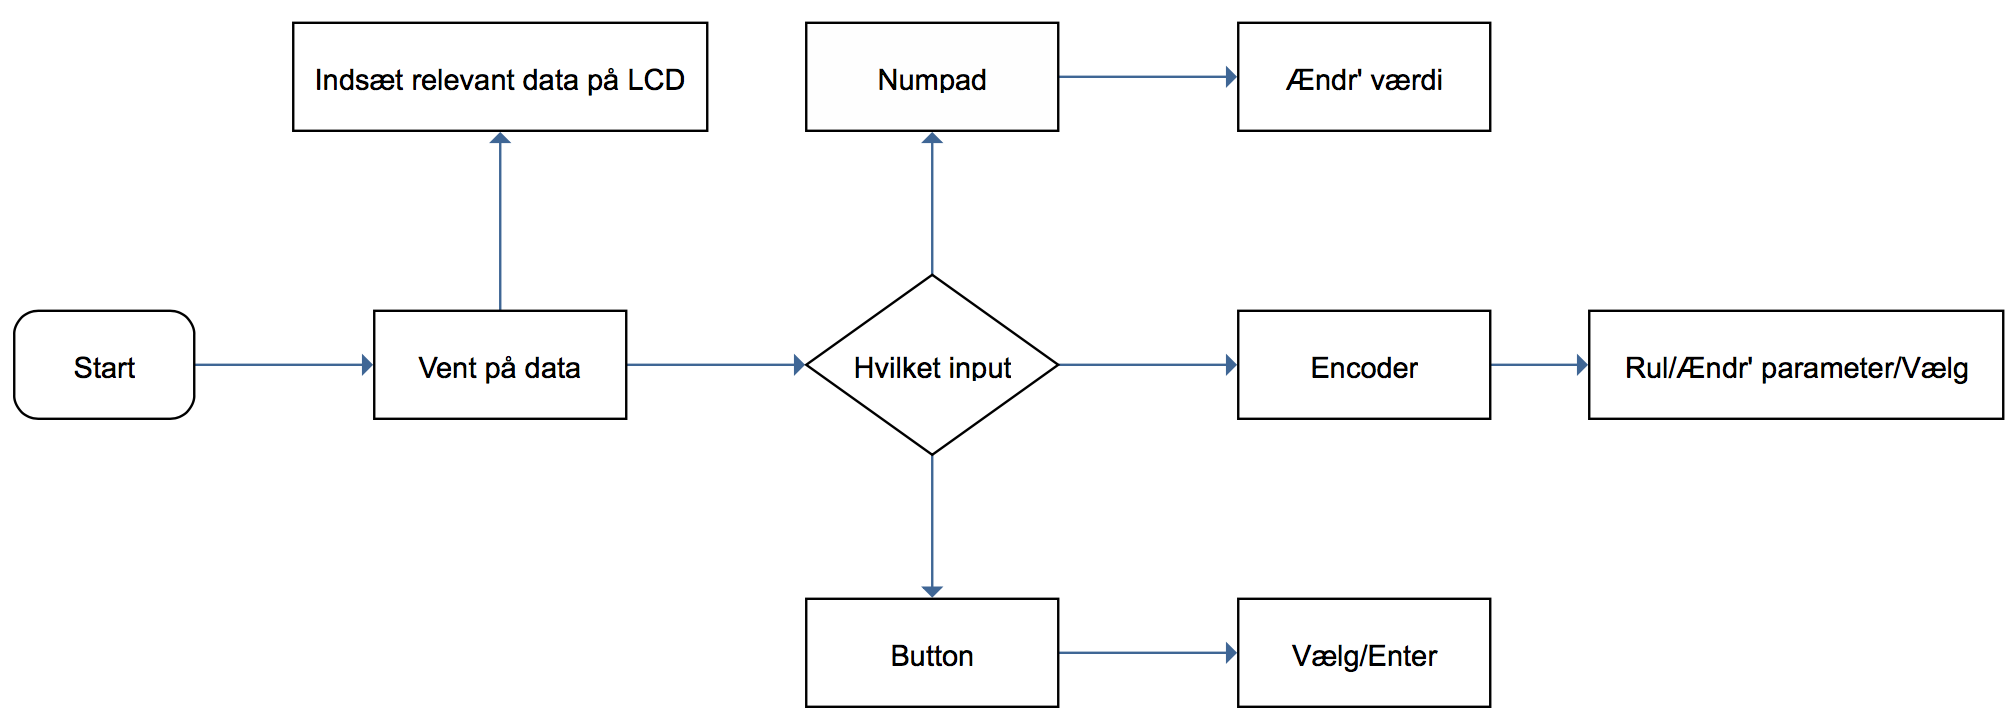 Indsæt relevant data på LCD
Numpad
Ændr' værdi
Start
Vent på data
Hvilket input
Encoder
Rul/Ændr' parameter/Vælg
Button
Vælg/Enter